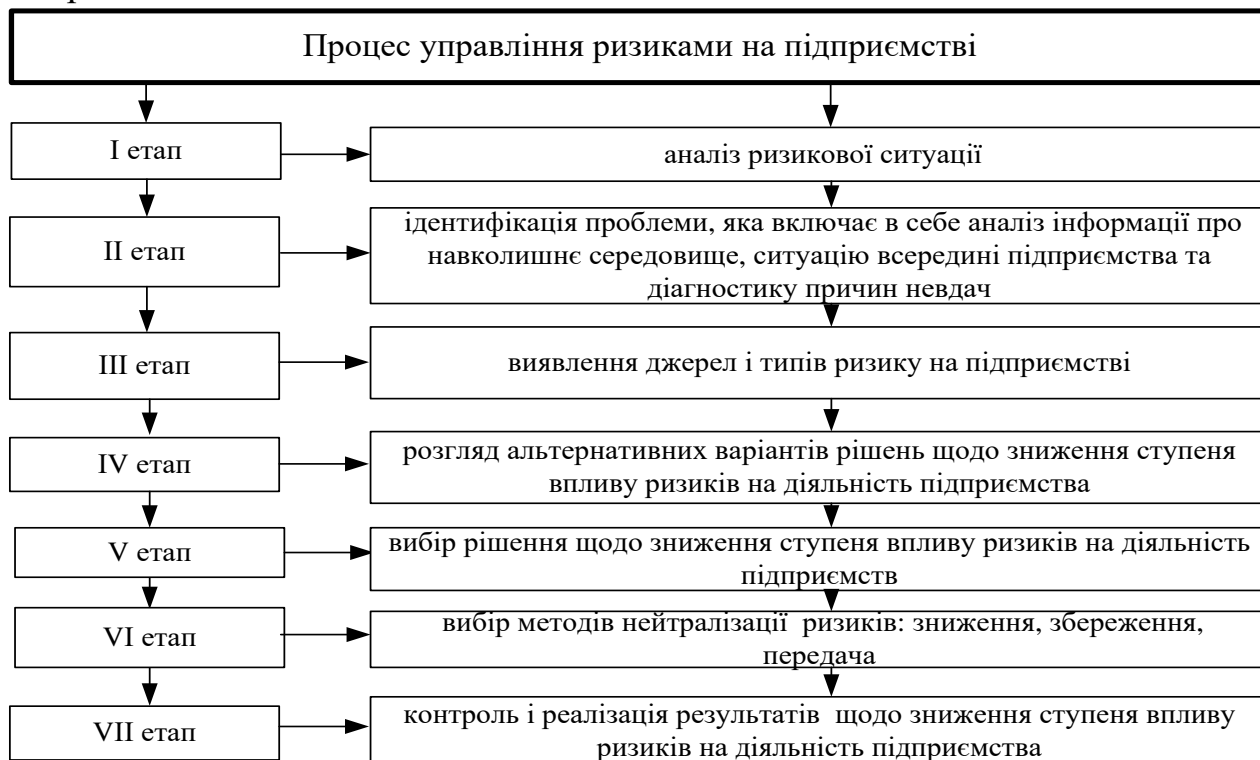 Процес управління ризиками на підприємстві
І етап
аналіз ризикової ситуації
ІІ етап
ідентифікація проблеми, яка включає в себе аналіз інформації про
навколишнє середовище, ситуацію всередині підприємства та
діагностику причин невдач
ІІІ етап
виявлення джерел і типів ризику на підприємстві
IV етап
розгляд альтернативних варіантів рішень щодо зниження ступеня
впливу ризиків на діяльність підприємства
V етап
вибір рішення щодо зниження ступеня впливу ризиків на діяльність
підприємств
VI етап
вибір методів нейтралізації ризиків: зниження, збереження,
передача
VII етап
контроль і реалізація результатів щодо зниження ступеня впливу
ризиків на діяльність підприємства